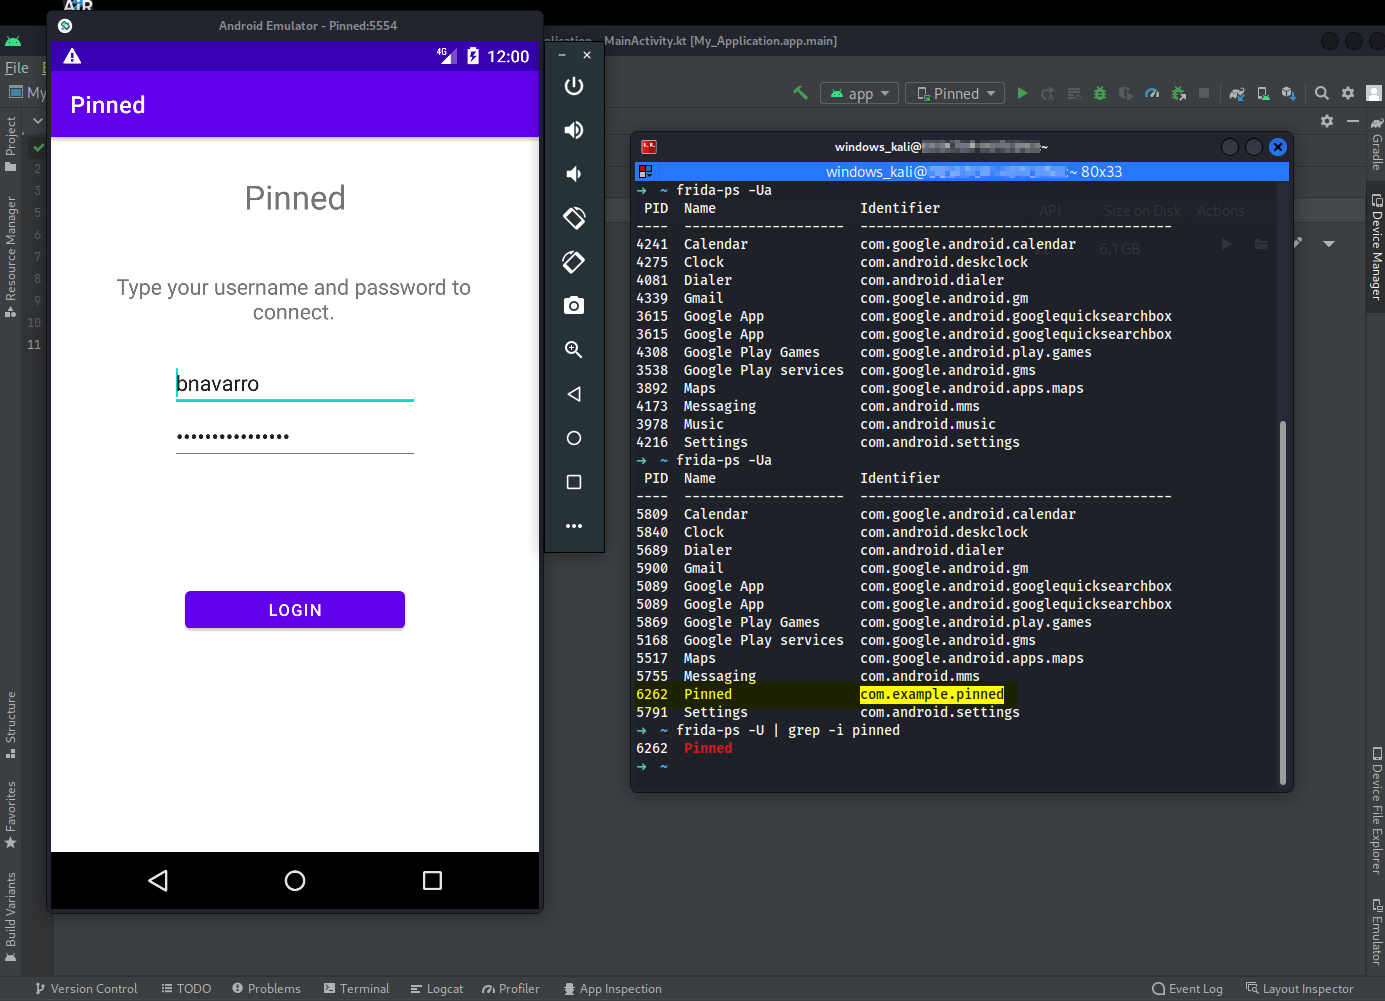 AiR
Android Emulator - Pinned:5554
MainActivity.kt [My_Application.app.main]
File
My
app
Pinned
4G
12:00
Pinned
Pinned
Type your username and password to
connect.
bnavarro
••••••••••••••••
LOGIN
Project
Resource Manager
Structure
Favorites
Build Variants
2
3
5
6
7
8
9
10
11
windows_kali@
:~
windows_kali@
:~ 80x33
API
Size on Disk
Actions
6.1 GB
➜ ~ frida-ps -Ua
PID Name Identifier
---- -------------------- ---------------------------------------
4241 Calendar com.google.android.calendar
4275 Clock com.android.deskclock
4081 Dialer com.android.dialer
4339 Gmail com.google.android.gm
3615 Google App com.google.android.googlequicksearchbox
3615 Google App com.google.android.googlequicksearchbox
4308 Google Play Games com.google.android.play.games
3538 Google Play services com.google.android.gms
3892 Maps com.google.android.apps.maps
4173 Messaging com.android.mms
3978 Music com.android.music
4216 Settings com.android.settings
➜ ~ frida-ps -Ua
PID Name Identifier
---- -------------------- ---------------------------------------
5809 Calendar com.google.android.calendar
5840 Clock com.android.deskclock
5689 Dialer com.android.dialer
5900 Gmail com.google.android.gm
5089 Google App com.google.android.googlequicksearchbox
5089 Google App com.google.android.googlequicksearchbox
5869 Google Play Games com.google.android.play.games
5168 Google Play services com.google.android.gms
5517 Maps com.google.android.apps.maps
5755 Messaging com.android.mms
6262 Pinned com.example.pinned
5791 Settings com.android.settings
➜ ~ frida-ps -U | grep -i pinned
6262 Pinned
➜ ~
Gradle
Device Manager
Device File Explorer
Emulator
Version Control
TODO
Problems
Terminal
Logcat
Profiler
App Inspection
Event Log
Layout Inspector